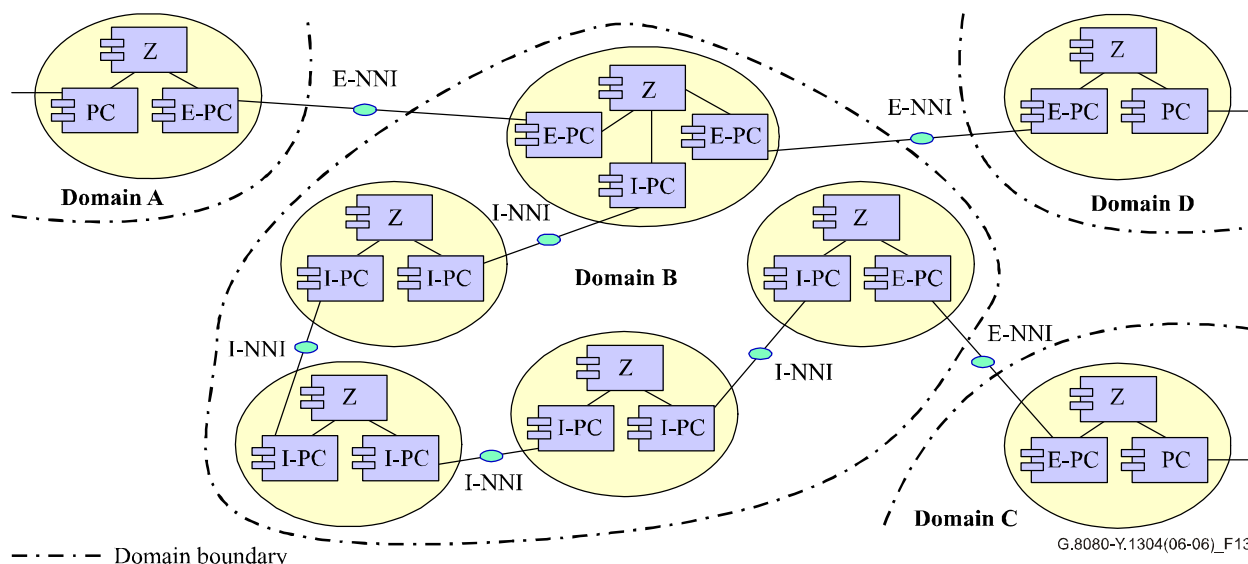 Z
PC
E-PC
Domain A
E-NNI
Z
E-PC
E-PC
I-PC
E-NNI
Z
E-PC
PC
Domain D
I-NNI
Z
I-PC
I-PC
Domain B
Z
I-PC
E-PC
I-NNI
Z
I-PC
I-PC
I-NNI
Z
I-PC
I-PC
I-NNI
E-NNI
Z
E-PC
PC
Domain C
Domain boundary
G.8080-Y.1304(06-06)_F13